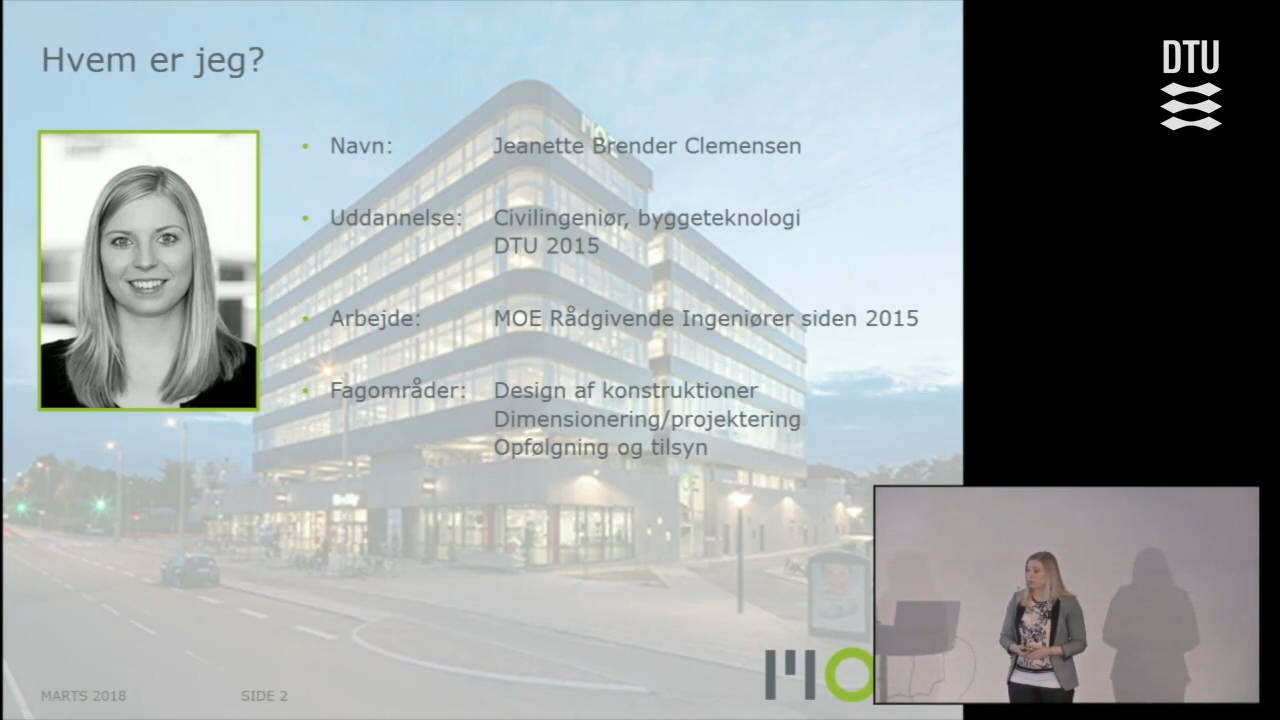 Hvem er jeg?
DTU
Navn: Jeanette Brender Clemensen
Uddannelse: Civilingeniør, byggeteknologi
DTU 2015
Arbejde: MOE Rådgivende Ingeniører siden 2015
Fagområder: Design af konstruktioner
Dimensionering/projektering
Opfølgning og tilsyn
MO
MARTS 2018 SIDE 2